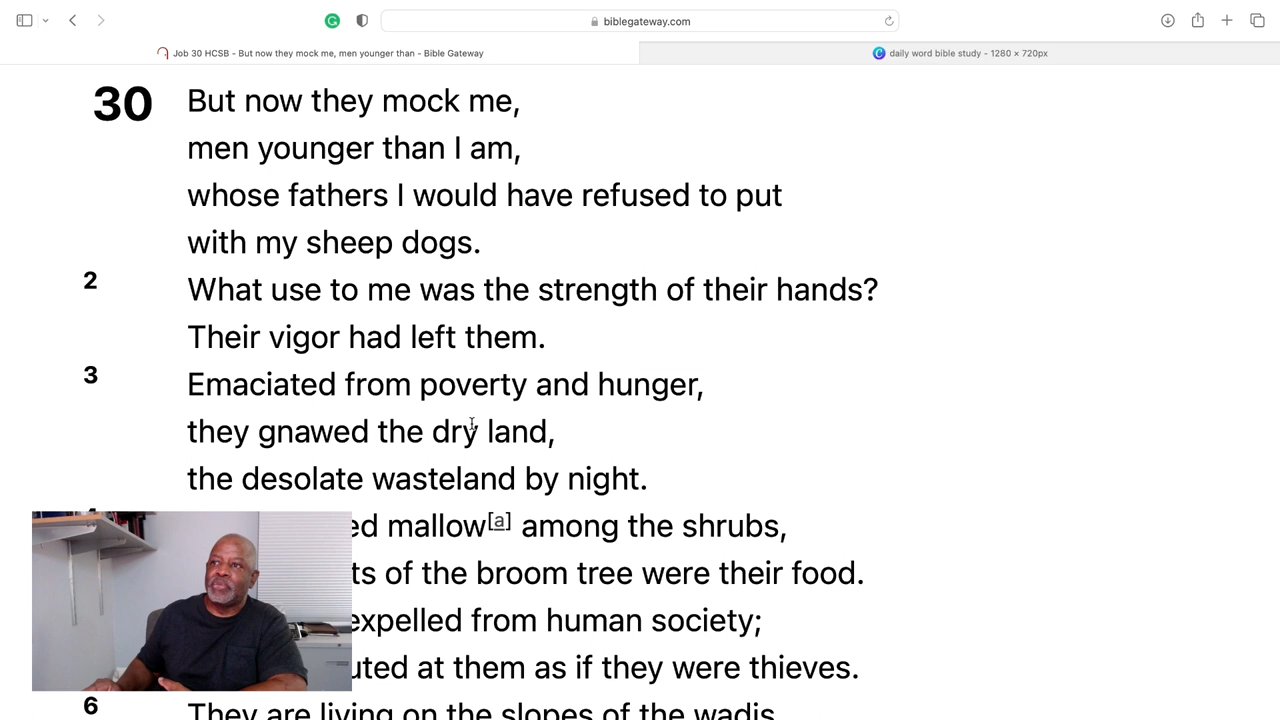 biblegateway.com
Job 30 HCSB - But now they mock me, men younger than - Bible Gateway
daily word bible study - 1280 × 720px
30 But now they mock me,
men younger than I am,
whose fathers I would have refused to put
with my sheep dogs.
2 What use to me was the strength of their hands?
Their vigor had left them.
3 Emaciated from poverty and hunger,
they gnawed the dry land,
the desolate wasteland by night.
mallow[a] among the shrubs,
of the broom tree were their food.
expelled from human society;
at them as if they were thieves.
6 They are living on the slopes of the wadis